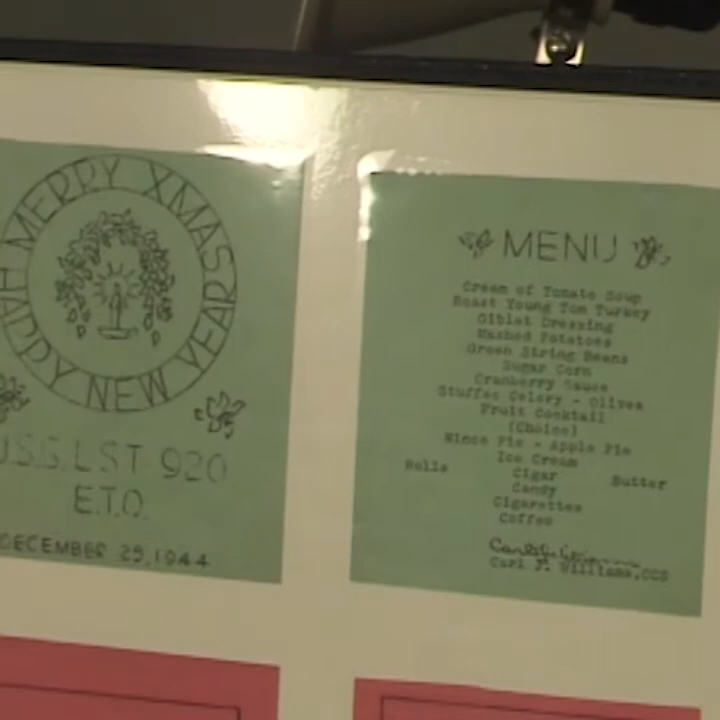 MERRY XMAS
HAPPY NEW YEAR
U.S.S. LST 920
E.T.O.
DECEMBER 25, 1944
MENU
Cream of Tomato Soup
Roast Young Tom Turkey
Giblet Dressing
Mashed Potatoes
Green String Beans
Sugar Corn
Cranberry Sauce
Stuffed Celery - Olives
Fruit Cocktail
(Choice)
Mince Pie - Apple Pie
Ice Cream
Rolls Cigar Butter
Candy
Cigarettes
Coffee
Carl J. Williams, CCS